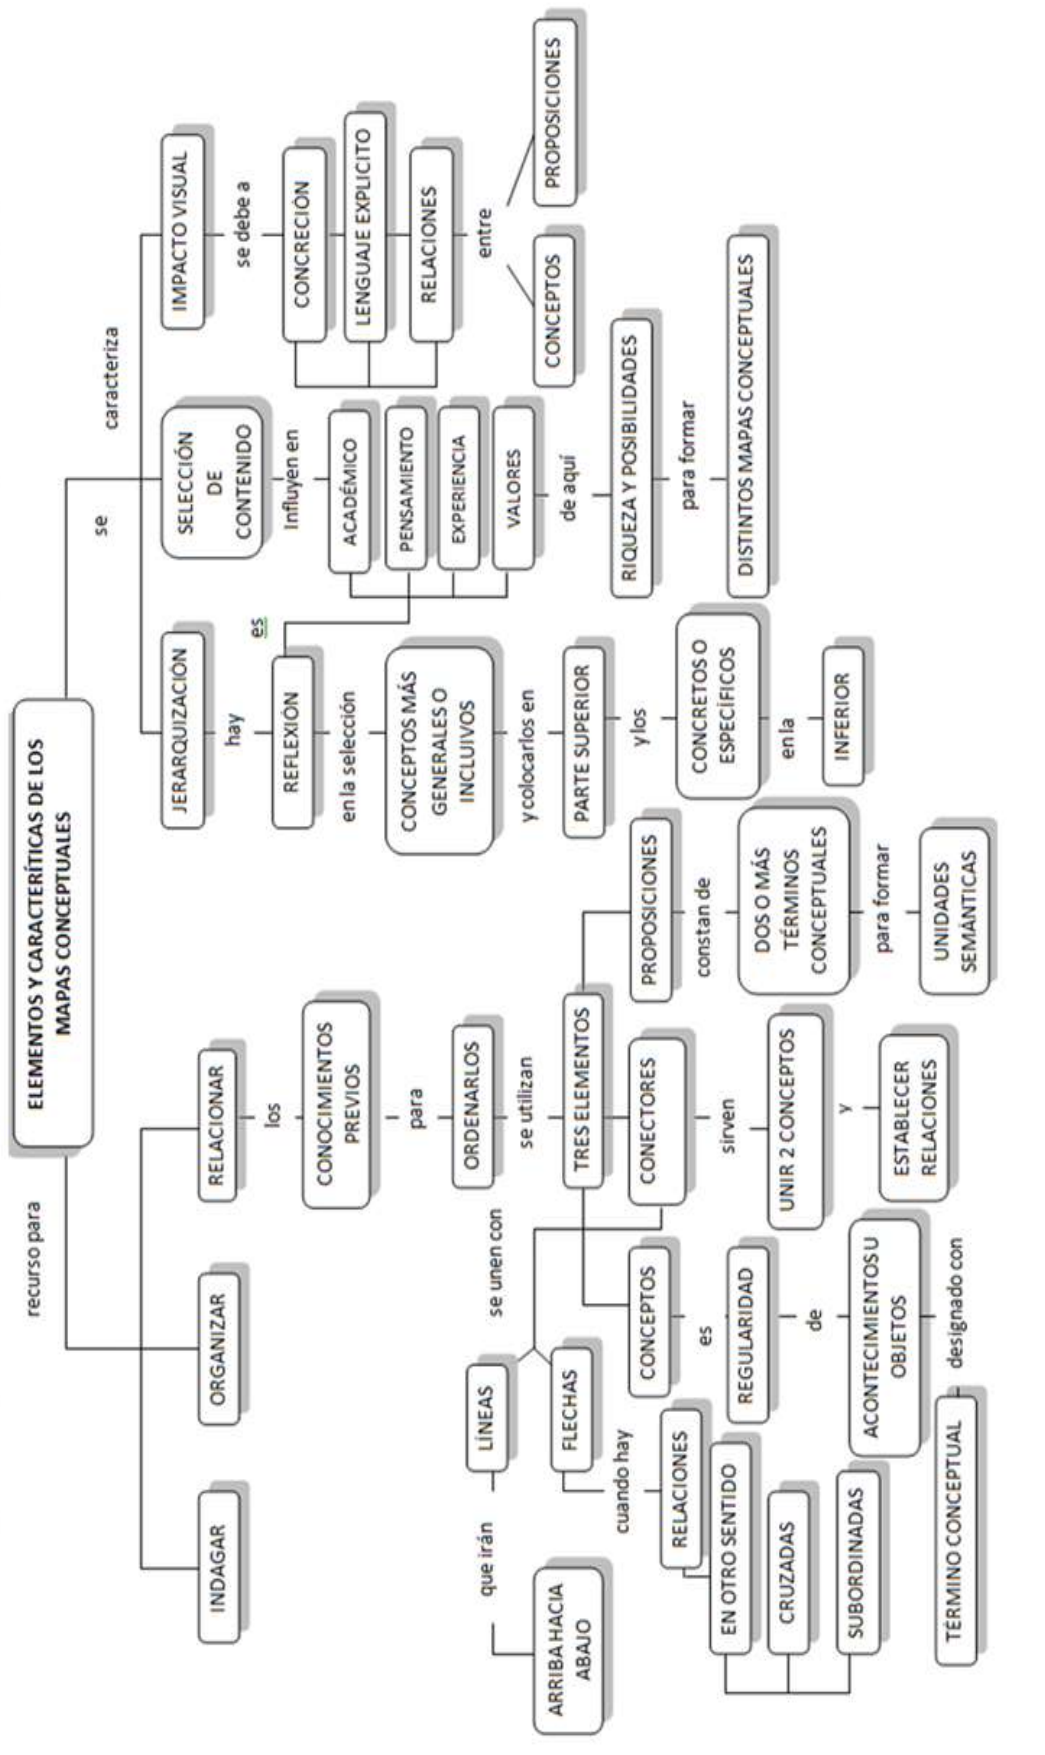 ELEMENTOS Y CARACTERÍTICAS DE LOS
MAPAS CONCEPTUALES
recurso para
INDAGAR
ORGANIZAR
RELACIONAR
los
CONOCIMIENTOS
PREVIOS
para
ORDENARLOS
se utilizan
TRES ELEMENTOS
se unen con
LÍNEAS
que irán
ARRIBA HACIA
ABAJO
FLECHAS
cuando hay
RELACIONES
EN OTRO SENTIDO
CRUZADAS
SUBORDINADAS
CONCEPTOS
es
REGULARIDAD
de
ACONTECIMIENTOS U
OBJETOS
designado con
TÉRMINO CONCEPTUAL
CONECTORES
sirven
UNIR 2 CONCEPTOS
y
ESTABLECER
RELACIONES
PROPOSICIONES
constan de
DOS O MÁS
TÉRMINOS
CONCEPTUALES
para formar
UNIDADES
SEMÁNTICAS
se
caracteriza
JERARQUIZACIÓN
hay
REFLEXIÓN
es
en la selección
CONCEPTOS MÁS
GENERALES O
INCLUIVOS
y colocarlos en
PARTE SUPERIOR
y los
CONCRETOS O
ESPECÍFICOS
en la
INFERIOR
SELECCIÓN
DE
CONTENIDO
Influyen en
ACADÉMICO
PENSAMIENTO
EXPERIENCIA
VALORES
de aquí
RIQUEZA Y POSIBILIDADES
para formar
DISTINTOS MAPAS CONCEPTUALES
IMPACTO VISUAL
se debe a
CONCRECIÓN
LENGUAJE EXPLICITO
RELACIONES
entre
CONCEPTOS
PROPOSICIONES